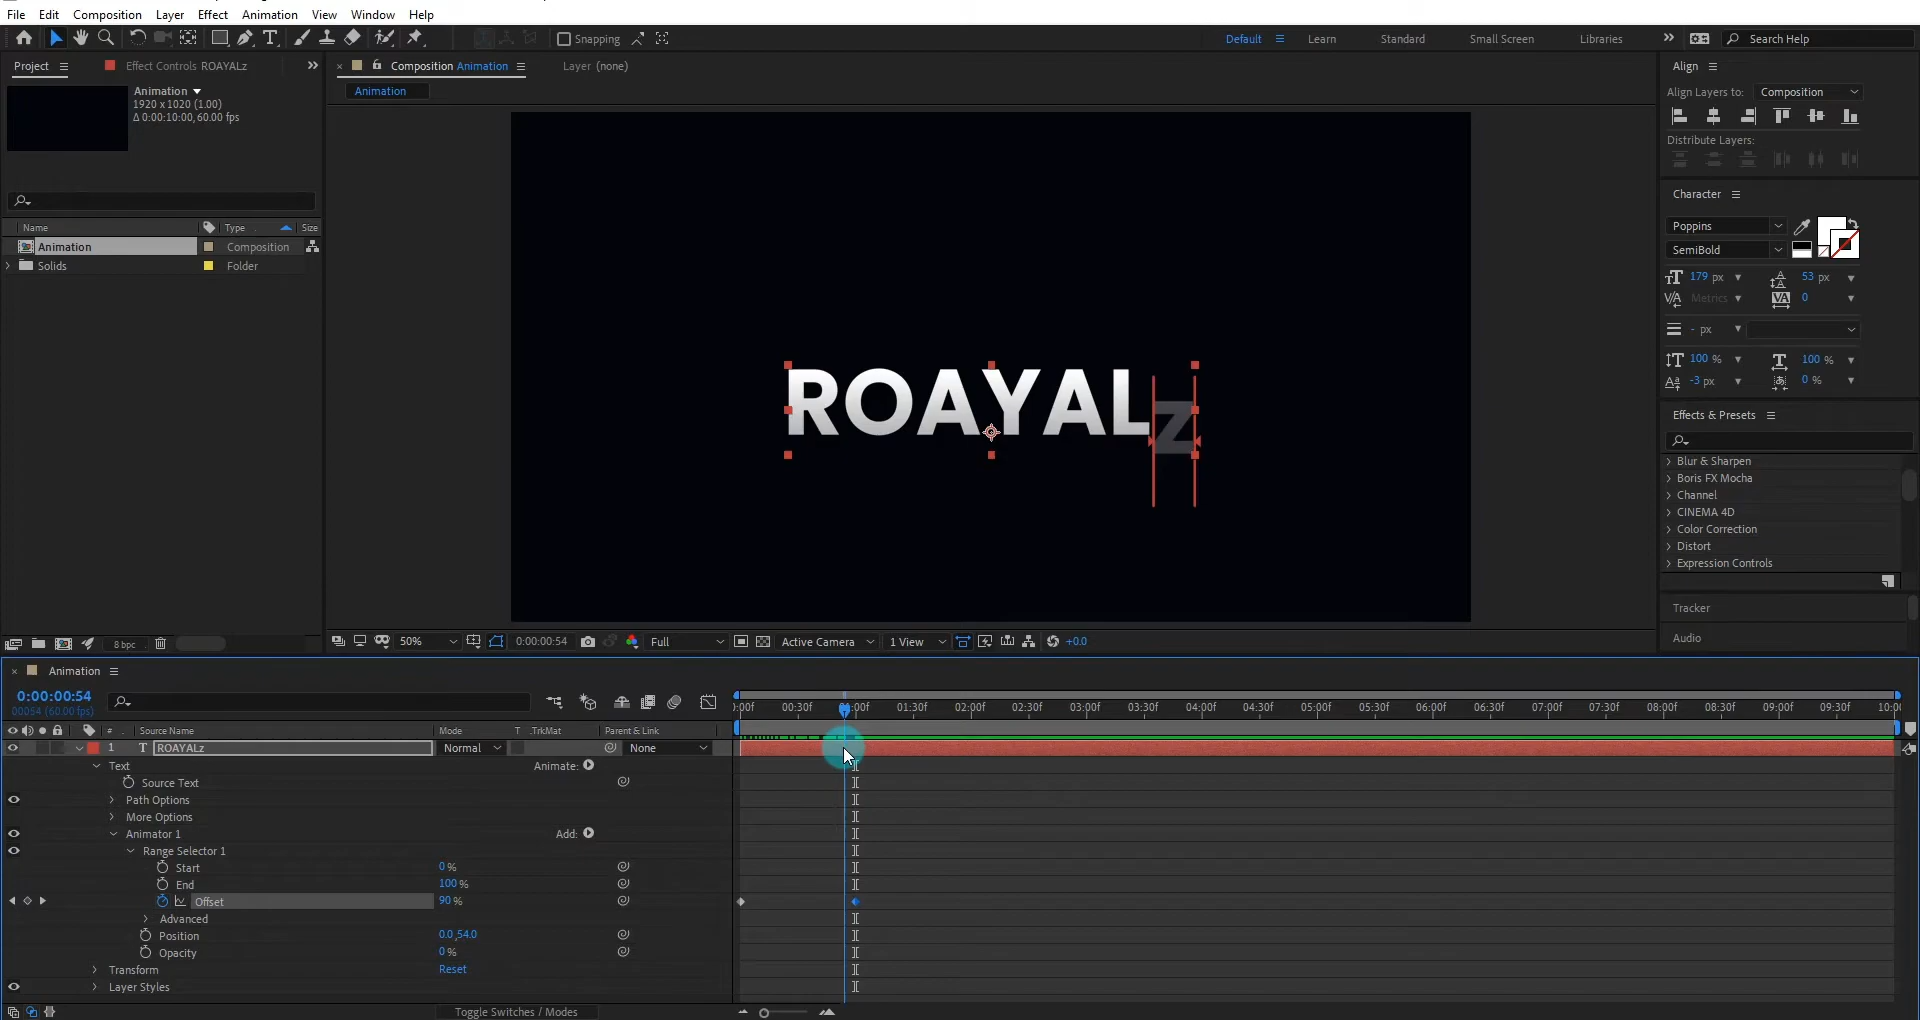 File Edit Composition Layer Effect Animation View Window Help
Snapping
Default Learn Standard Small Screen Libraries Search Help
Project Effect Controls ROAYALz
Composition Animation Layer (none)
Animation
Animation
1920 x 1020 (1.00)
Δ 0:00:10:00, 60.00 fps
Name Type Size
Animation Composition
Solids Folder
8 bpc
ROAYALz
50% 0:00:00:54 Full Active Camera 1 View +0.0
Align
Align Layers to: Composition
Distribute Layers:
Character
Poppins
SemiBold
179 px 53 px
Metrics 0
- px
100 % 100 %
-3 px 0 %
Effects & Presets
Blur & Sharpen
Boris FX Mocha
Channel
CINEMA 4D
Color Correction
Distort
Expression Controls
Tracker
Audio
Animation
0:00:00:54
00054 (60.00 fps)
:00f 00:30f 01:00f 01:30f 02:00f 02:30f 03:00f 03:30f 04:00f 04:30f 05:00f 05:30f 06:00f 06:30f 07:00f 07:30f 08:00f 08:30f 09:00f 09:30f 10:00
# Source Name Mode T .TrkMat Parent & Link
1 T ROAYALz Normal None
Text Animate:
Source Text
Path Options
More Options
Animator 1 Add:
Range Selector 1
Start 0%
End 100%
Offset 90%
Advanced
Position 0.0,54.0
Opacity 0%
Transform Reset
Layer Styles
Toggle Switches / Modes